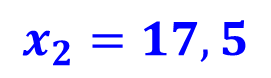 x₂ = 17,5